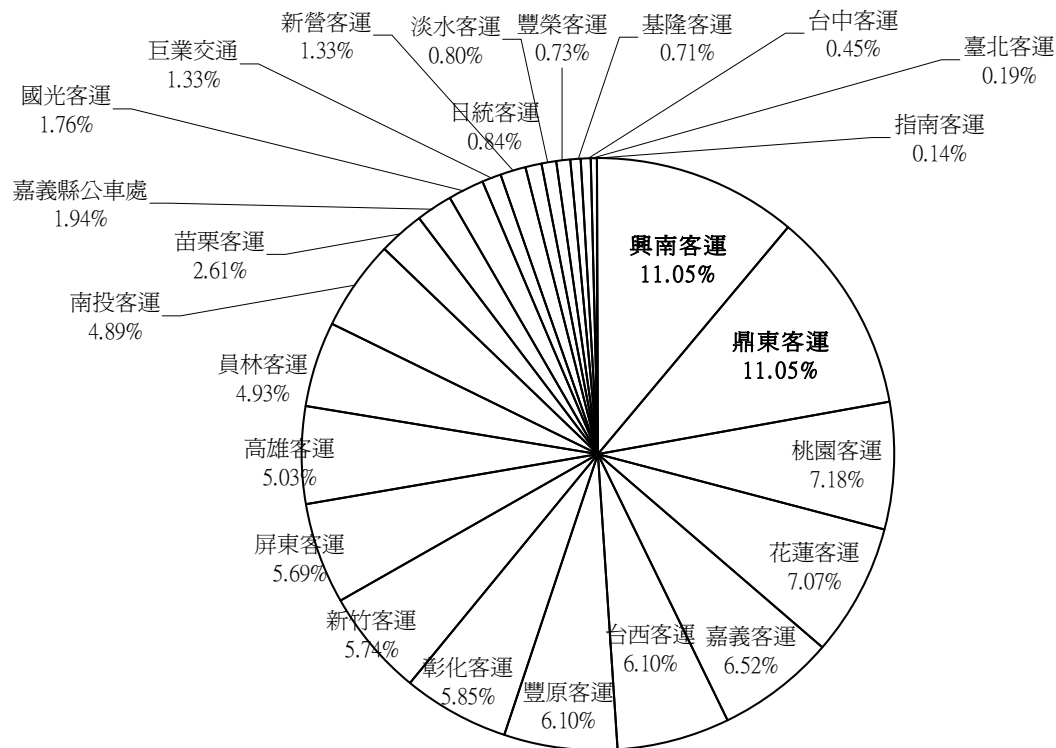 新營客運
1.33%
淡水客運
0.80%
豐榮客運
0.73%
基隆客運
0.71%
台中客運
0.45%
臺北客運
0.19%
巨業交通
1.33%
國光客運
1.76%
日統客運
0.84%
指南客運
0.14%
嘉義縣公車處
1.94%
苗栗客運
2.61%
南投客運
4.89%
興南客運
11.05%
鼎東客運
11.05%
員林客運
4.93%
高雄客運
5.03%
桃園客運
7.18%
屏東客運
5.69%
花蓮客運
7.07%
新竹客運
5.74%
彰化客運
5.85%
豐原客運
6.10%
台西客運
6.10%
嘉義客運
6.52%